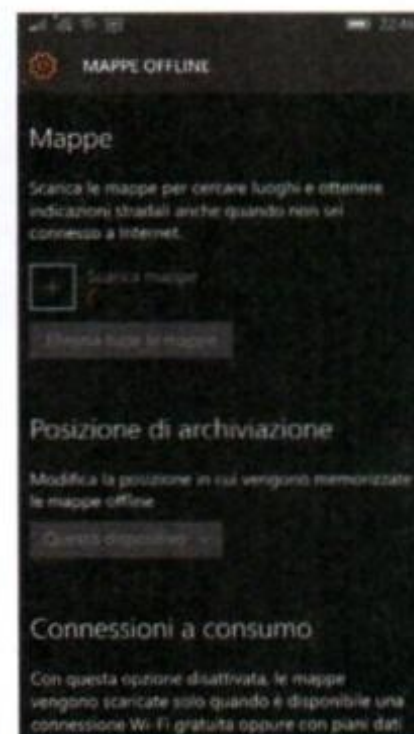 22:46
MAPPE OFFLINE
Mappe
Scarica le mappe per cercare luoghi e ottenere
indicazioni stradali anche quando non sei
connesso a Internet.
Scarica mappe
Elimina tutte le mappe
Posizione di archiviazione
Modifica la posizione in cui vengono memorizzate
le mappe offline
Questo dispositivo
Connessioni a consumo
Con questa opzione disattivata, le mappe
vengono scaricate solo quando è disponibile una
connessione Wi-Fi gratuita oppure con piani dati